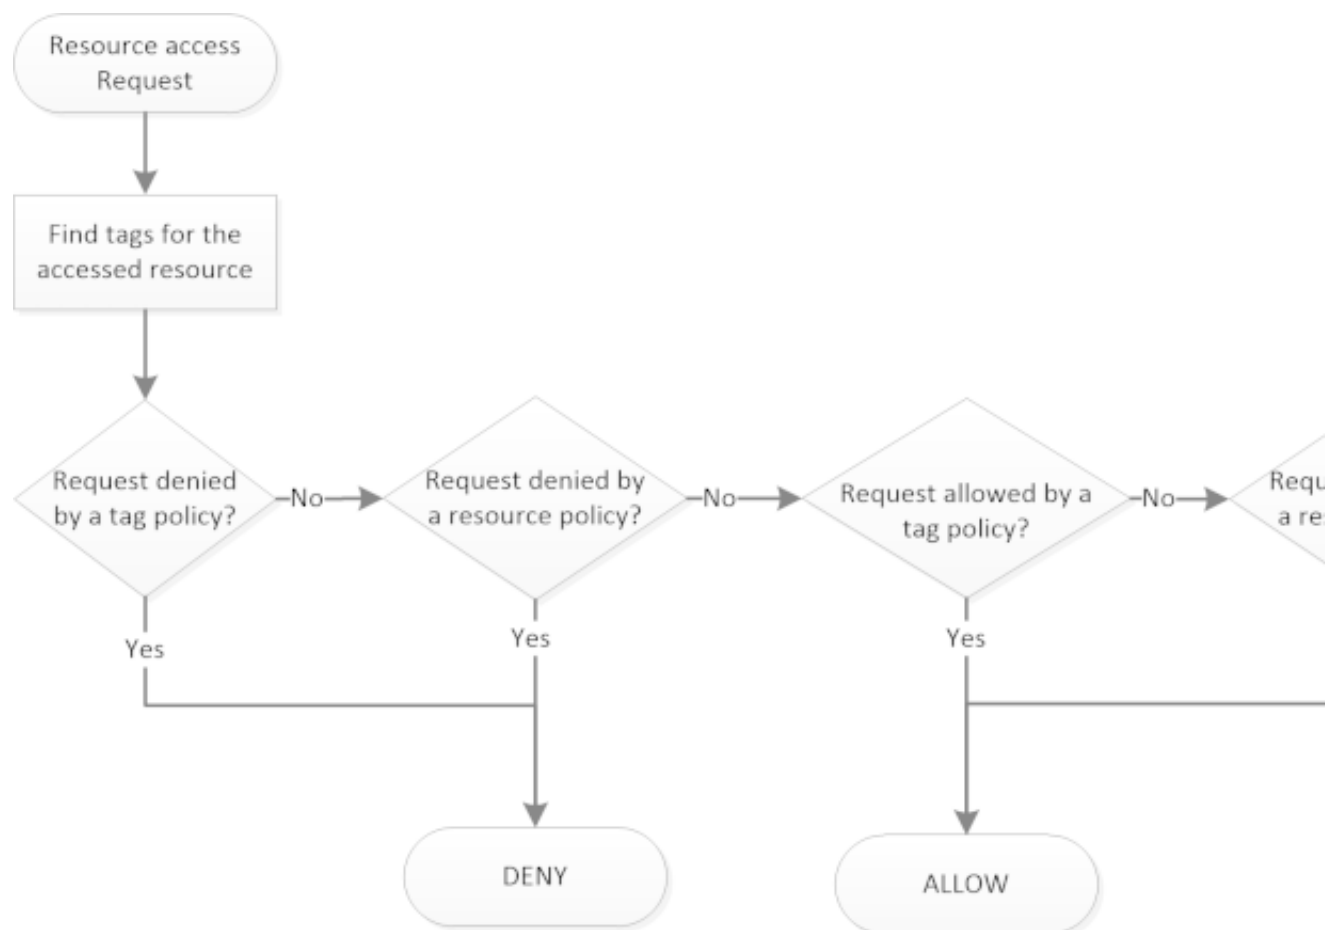 Resource access
Request
Find tags for the
accessed resource
Request denied
by a tag policy?
No
Request denied by
a resource policy?
No
Request allowed by a
tag policy?
No
Yes
Yes
Yes
DENY
ALLOW